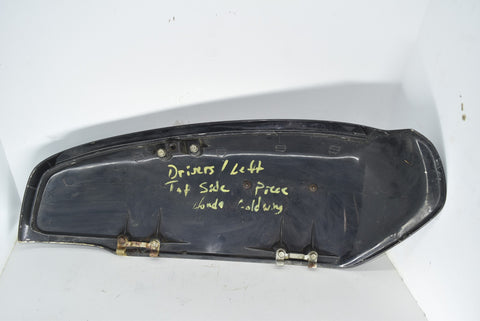 Drivers / Left
Top Side Piece
Honda Goldwing